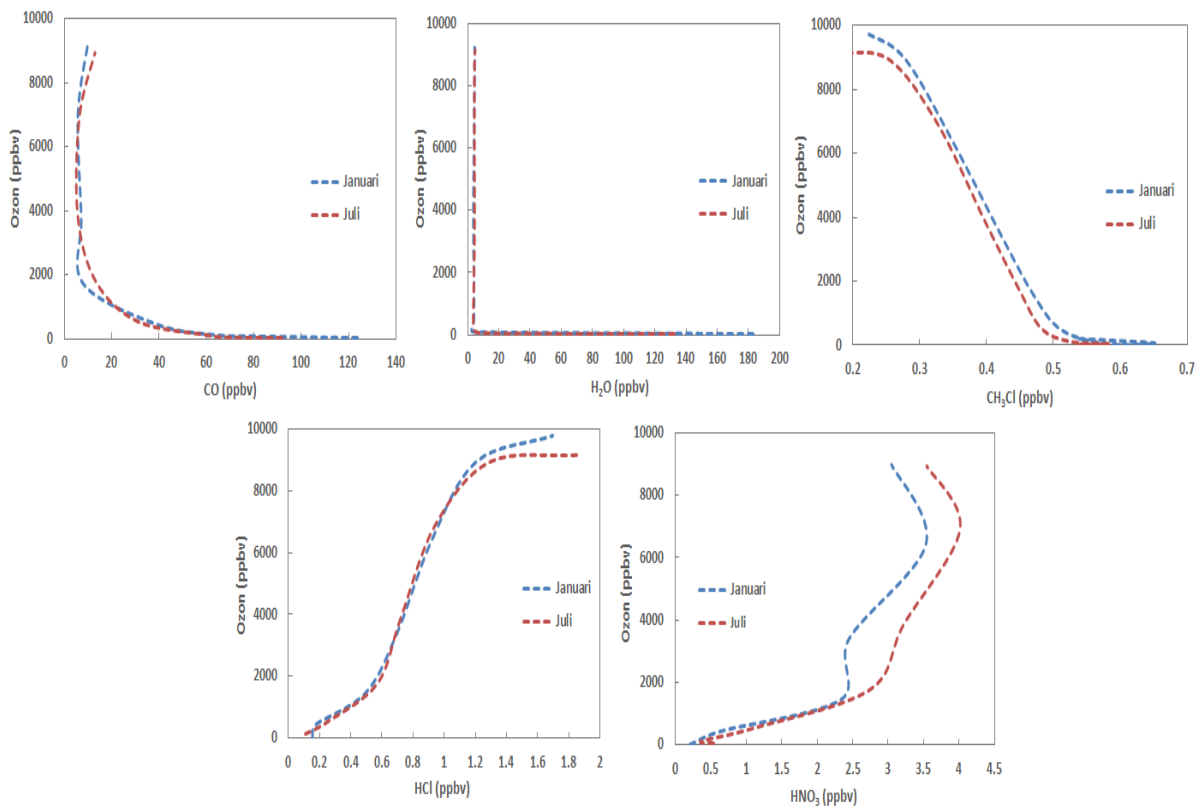 10000
8000
6000
4000
2000
0
Ozon (ppbv)
Januari
Juli
0 20 40 60 80 100 120 140
CO (ppbv)
10000
8000
6000
4000
2000
0
Ozon (ppbv)
Januari
Juli
0 20 40 60 80 100 120 140 160 180 200
H₂O (ppbv)
10000
8000
6000
4000
2000
0
Ozon (ppbv)
Januari
Juli
0.2 0.3 0.4 0.5 0.6 0.7
CH₃Cl (ppbv)
10000
8000
6000
4000
2000
0
Ozon (ppbv)
Januari
Juli
0 0.2 0.4 0.6 0.8 1 1.2 1.4 1.6 1.8 2
HCl (ppbv)
10000
8000
6000
4000
2000
0
Ozon (ppbv)
Januari
Juli
0 0.5 1 1.5 2 2.5 3 3.5 4 4.5
HNO₃ (ppbv)